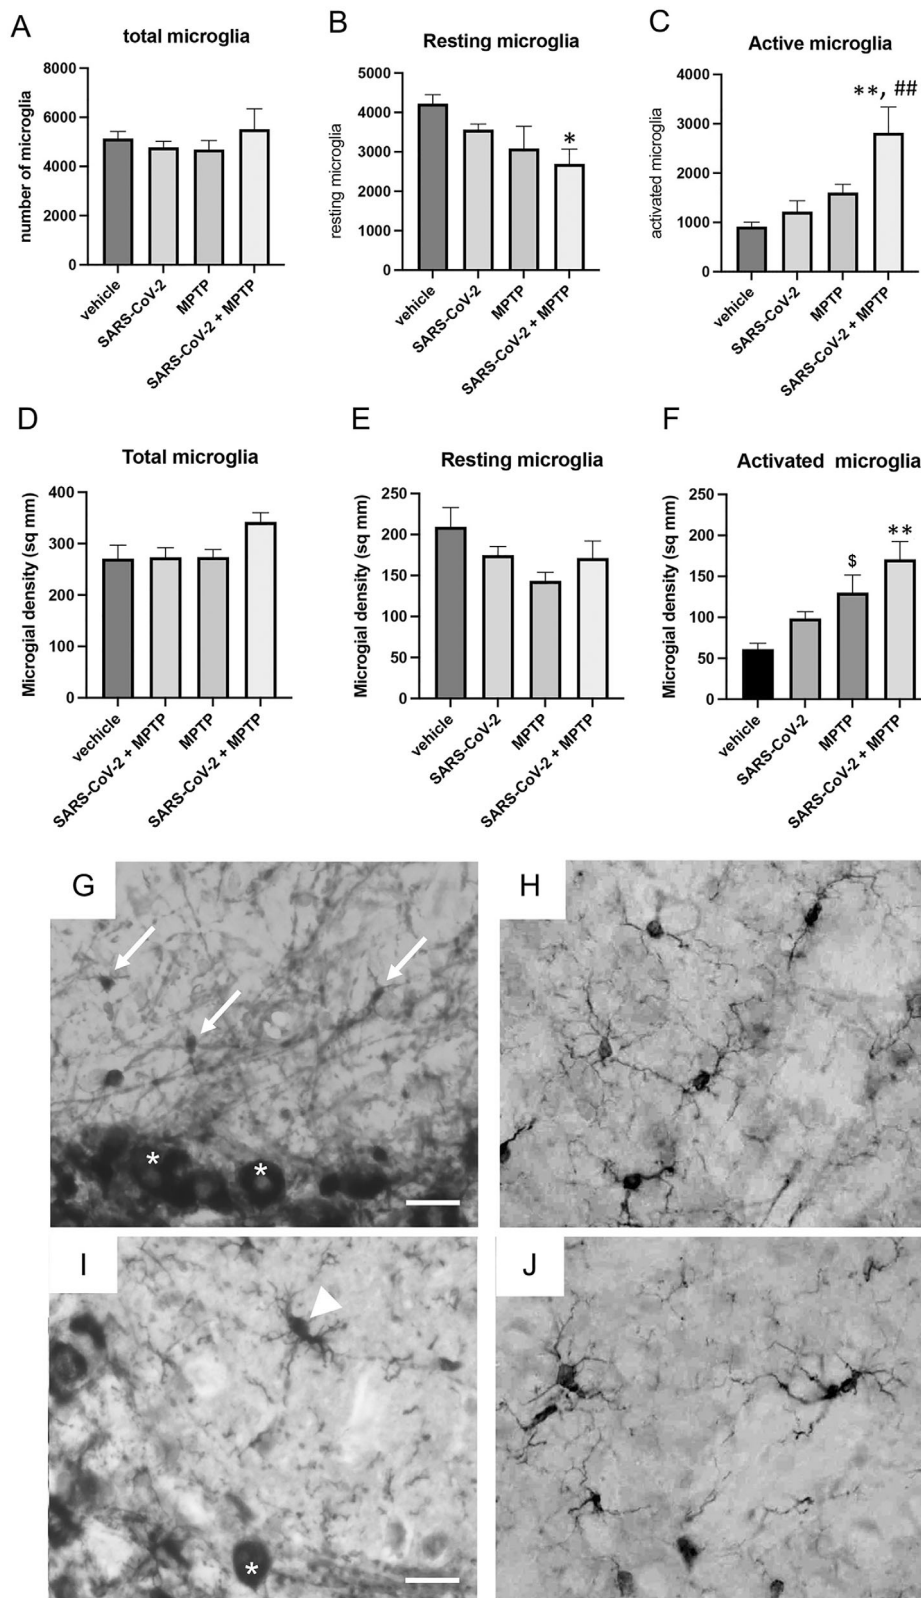 A
total microglia
number of microglia
8000
6000
4000
2000
0
vehicle
SARS-CoV-2
MPTP
SARS-CoV-2 + MPTP
B
Resting microglia
resting microglia
5000
4000
3000
2000
1000
0
*
vehicle
SARS-CoV-2
MPTP
SARS-CoV-2 + MPTP
C
Active microglia
activated microglia
4000
3000
2000
1000
0
**, ##
vehicle
SARS-CoV-2
MPTP
SARS-CoV-2 + MPTP
D
Total microglia
Microglial density (sq mm)
400
300
200
100
0
vechicle
SARS-CoV-2 + MPTP
MPTP
SARS-CoV-2 + MPTP
E
Resting microglia
Microglial density (sq mm)
250
200
150
100
50
0
vehicle
SARS-CoV-2
MPTP
SARS-CoV-2 + MPTP
F
Activated microglia
Microgial density (sq mm)
250
200
150
100
50
0
$
**
vehicle
SARS-CoV-2
MPTP
SARS-CoV-2 + MPTP
G
*
*
H
I
*
J